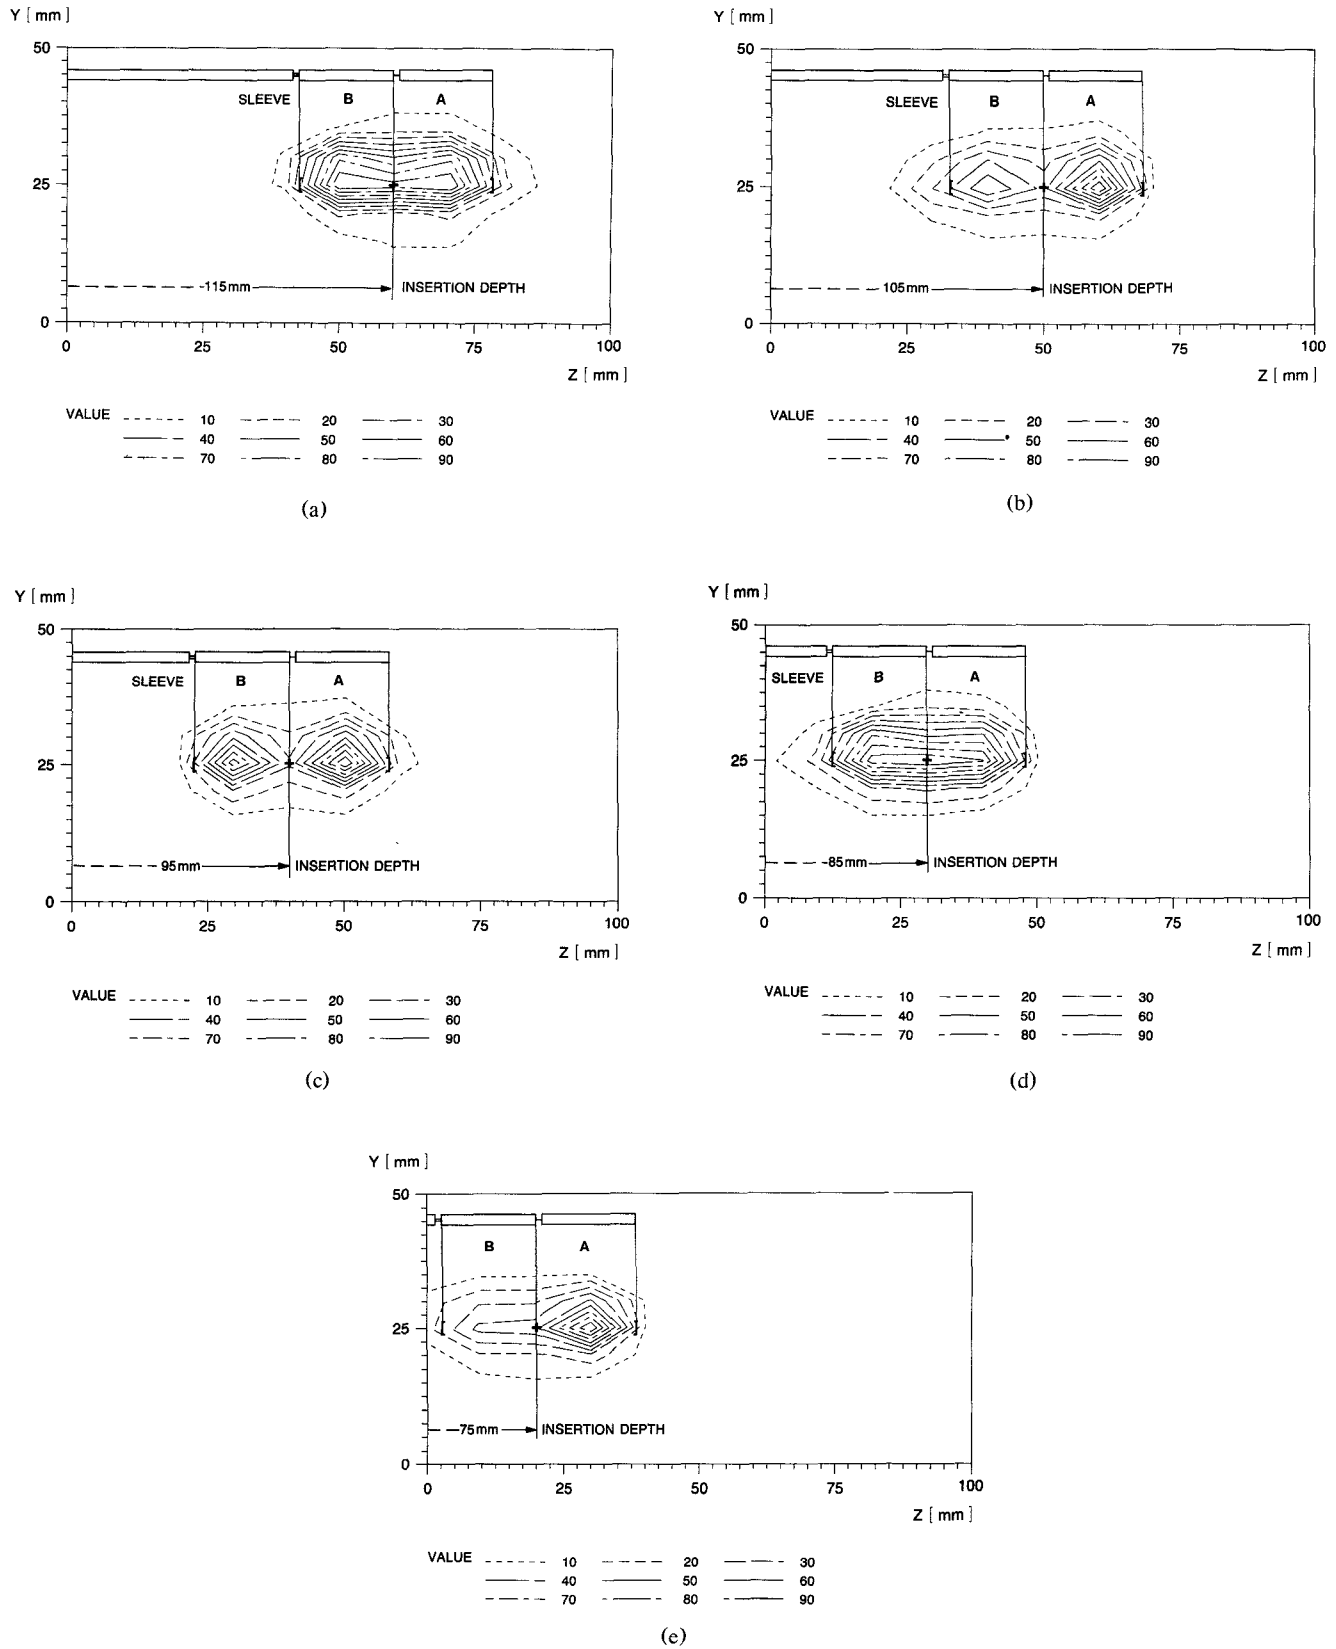 Y [ mm ]
50
SLEEVE B A
25
115mm INSERTION DEPTH
0
0 25 50 75 100
Z [ mm ]
VALUE 10 20 30
40 50 60
70 80 90
(a)
Y [ mm ]
50
SLEEVE B A
25
105mm INSERTION DEPTH
0
0 25 50 75 100
Z [ mm ]
VALUE 10 20 30
40 50 60
70 80 90
(b)
Y [ mm ]
50
SLEEVE B A
25
95mm INSERTION DEPTH
0
0 25 50 75 100
Z [ mm ]
VALUE 10 20 30
40 50 60
70 80 90
(c)
Y [ mm ]
50
SLEEVE B A
25
85mm INSERTION DEPTH
0
0 25 50 75 100
Z [ mm ]
VALUE 10 20 30
40 50 60
70 80 90
(d)
Y [ mm ]
50
B A
25
75mm INSERTION DEPTH
0
0 25 50 75 100
Z [ mm ]
VALUE 10 20 30
40 50 60
70 80 90
(e)